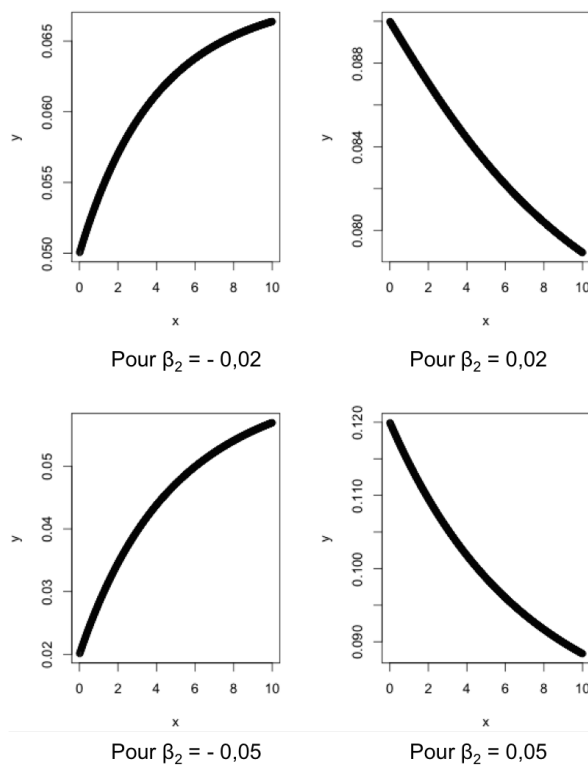 0.065
0.060
0.055
0.050
y
0 2 4 6 8 10
x
Pour β₂ = - 0,02
0.088
0.084
0.080
y
0 2 4 6 8 10
x
Pour β₂ = 0,02
0.05
0.04
0.03
0.02
y
0 2 4 6 8 10
x
Pour β₂ = - 0,05
0.120
0.110
0.100
0.090
y
0 2 4 6 8 10
x
Pour β₂ = 0,05